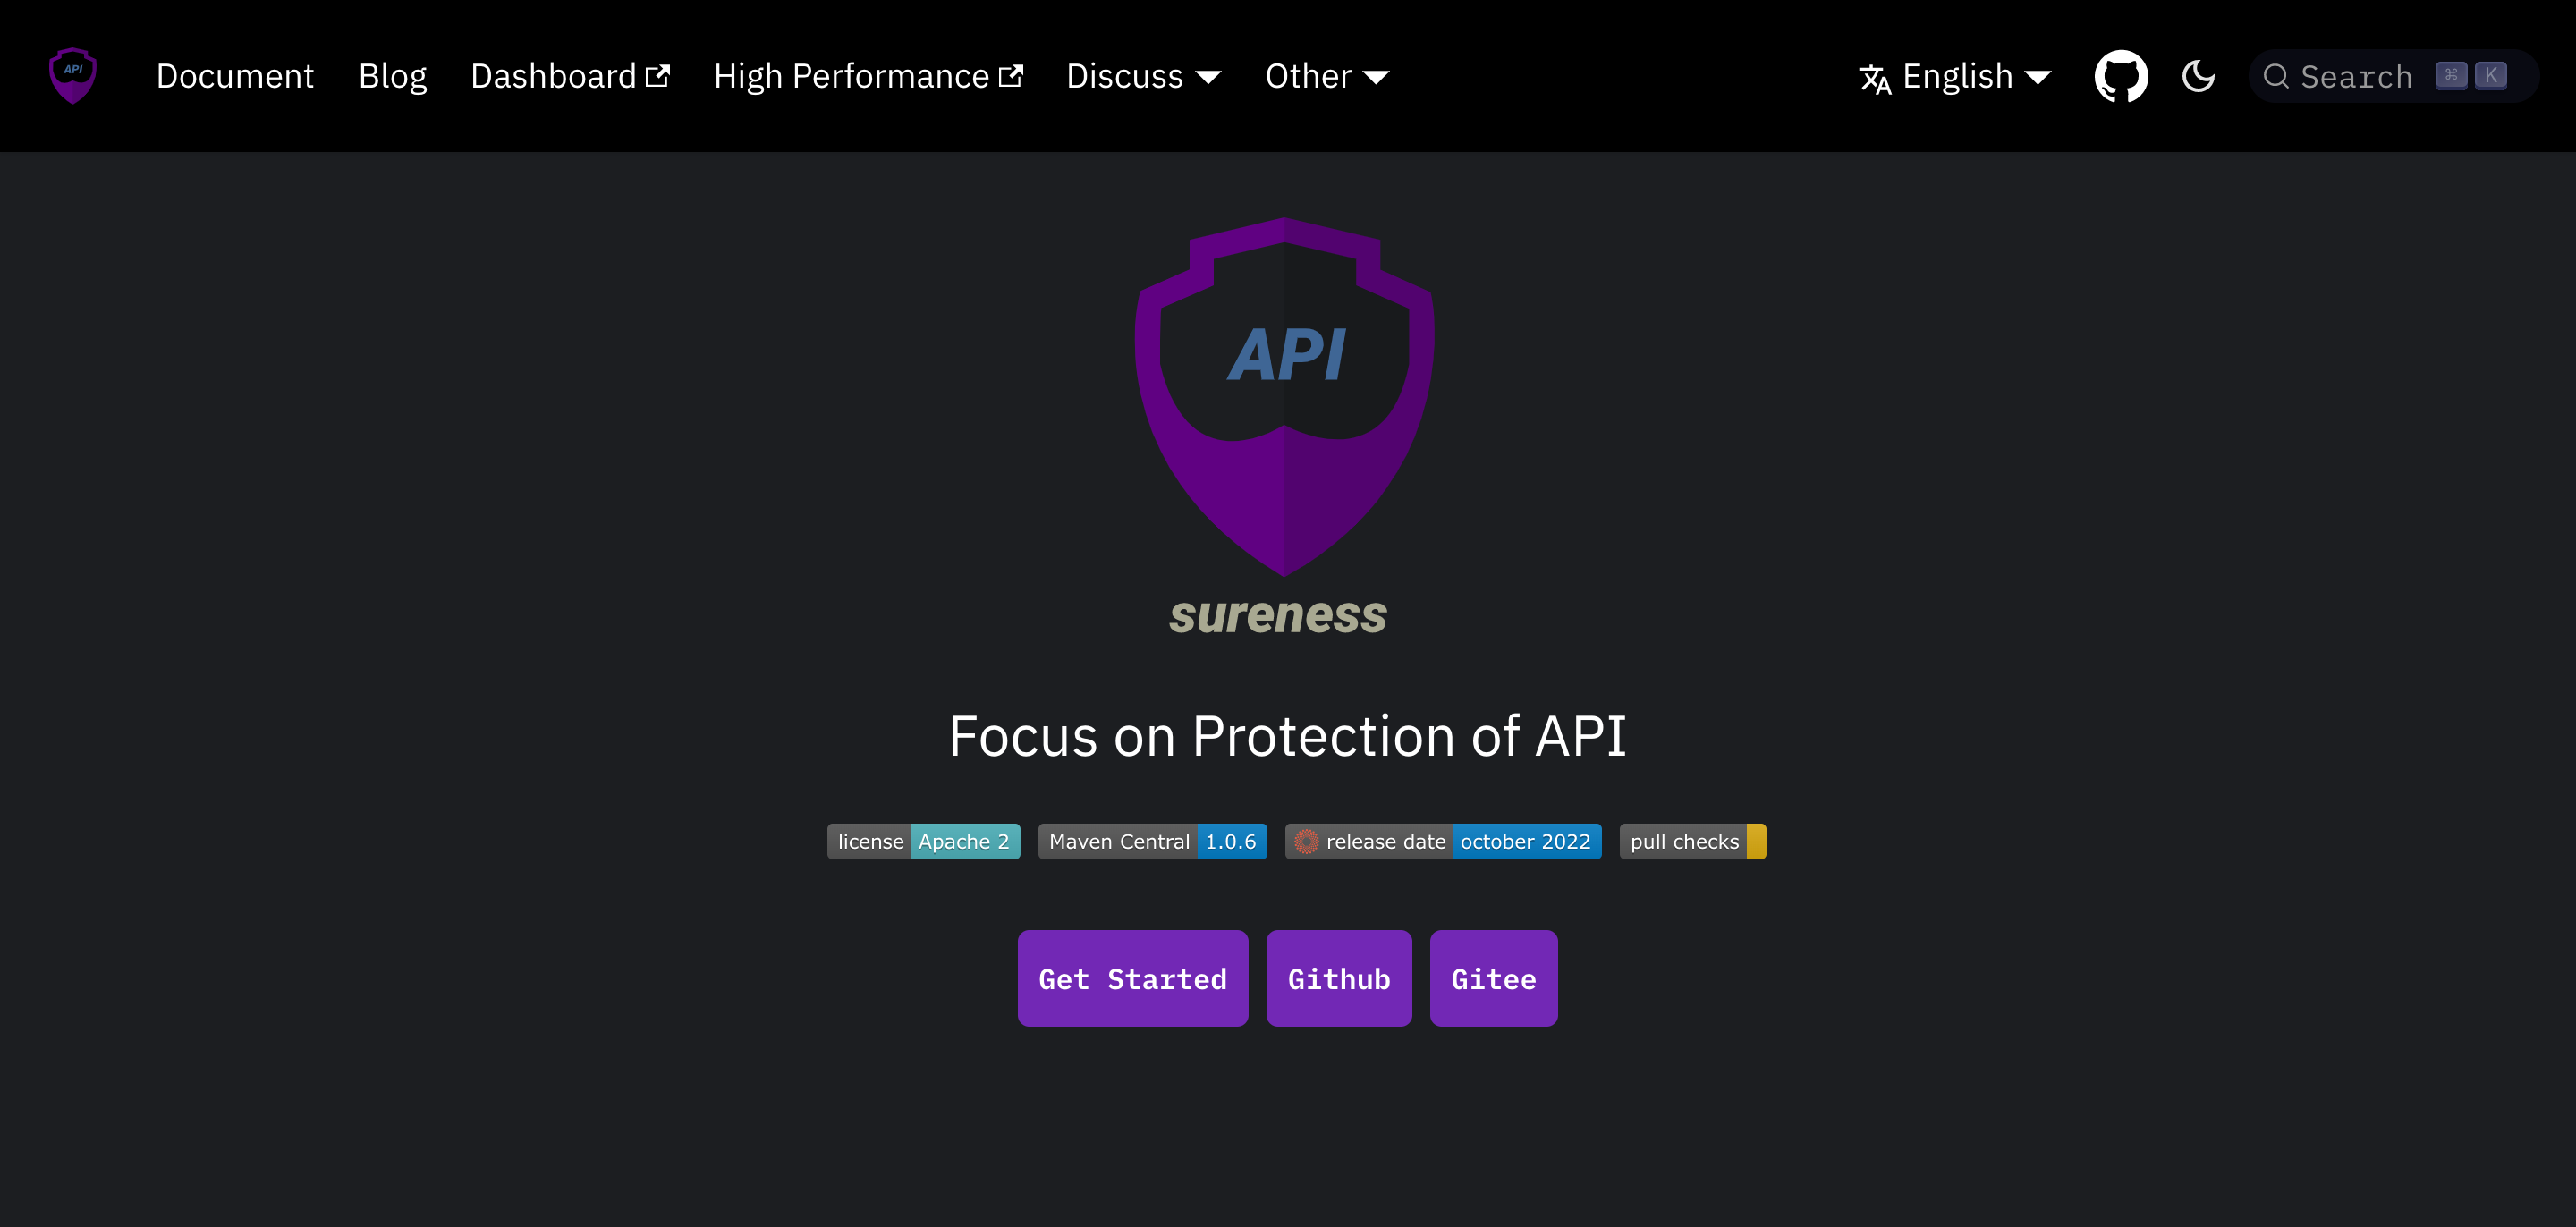 API Document Blog Dashboard High Performance Discuss Other English Search ⌘ K
API
sureness
Focus on Protection of API
license Apache 2 Maven Central 1.0.6 release date october 2022 pull checks
Get Started Github Gitee